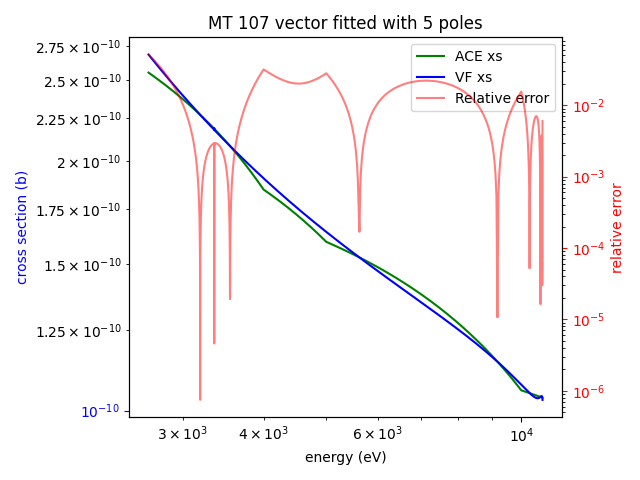 MT 107 vector fitted with 5 poles
ACE xs
VF xs
Relative error
2.75 × 10⁻¹⁰
2.5 × 10⁻¹⁰
2.25 × 10⁻¹⁰
2 × 10⁻¹⁰
1.75 × 10⁻¹⁰
1.5 × 10⁻¹⁰
1.25 × 10⁻¹⁰
10⁻¹⁰
cross section (b)
10⁻²
10⁻³
10⁻⁴
10⁻⁵
10⁻⁶
relative error
3 × 10³ 4 × 10³ 6 × 10³ 10⁴
energy (eV)